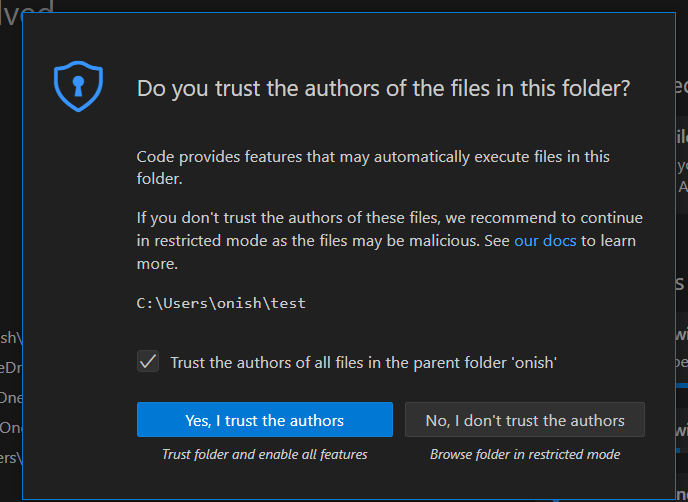 lved
Do you trust the authors of the files in this folder?
Code provides features that may automatically execute files in this
folder.
If you don't trust the authors of these files, we recommend to continue
in restricted mode as the files may be malicious. See our docs to learn
more.
C:\Users\onish\test
Trust the authors of all files in the parent folder 'onish'
Yes, I trust the authors
No, I don't trust the authors
Trust folder and enable all features
Browse folder in restricted mode